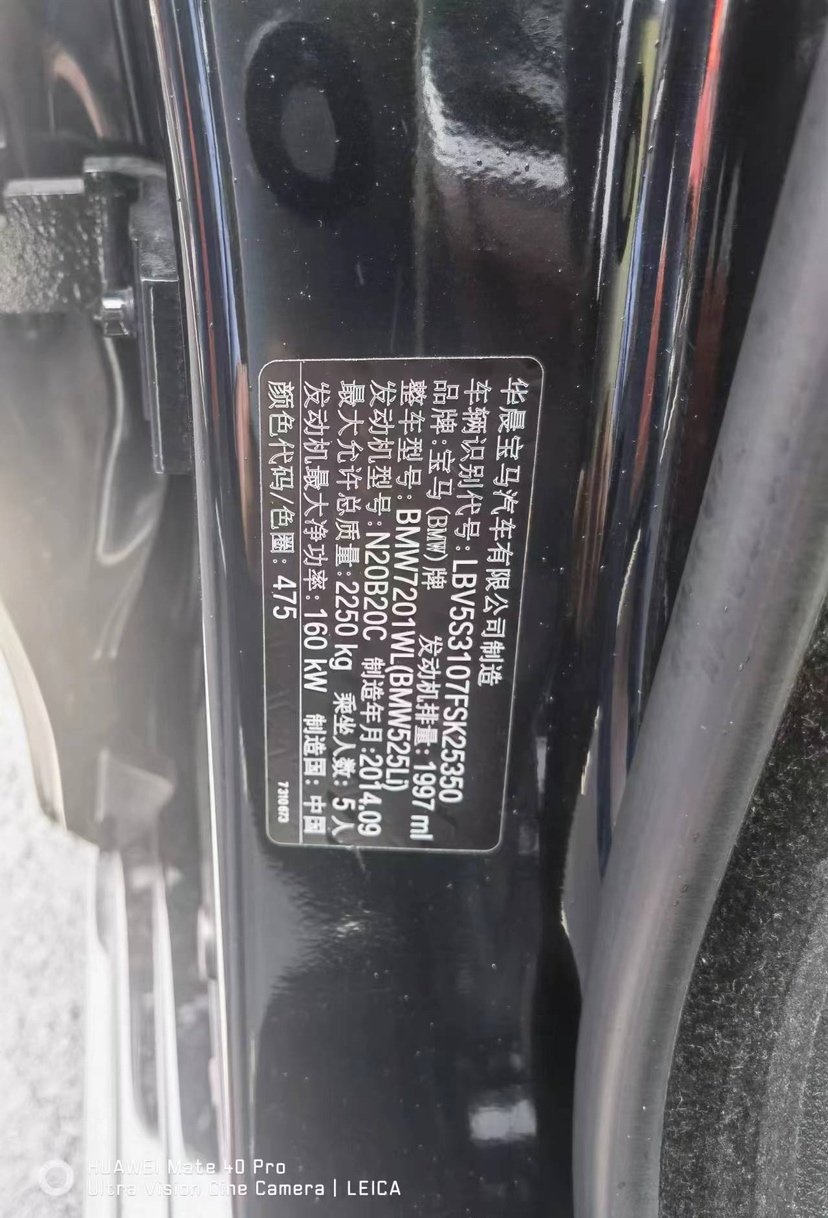 华晨宝马汽车有限公司制造
车辆识别代号:LBV5S3107FSK25350
品牌:宝马(BMW)牌 发动机排量:1997 ml
整车型号:BMW7201WL(BMW525Li)
发动机型号:N20B20C 制造年月:2014.09
最大允许总质量:2250 kg 乘坐人数:5人
发动机最大净功率:160 kW 制造国:中国
颜色代码/色圈:475
7310673
HUAWEI Mate 40 Pro
Ultra Vision Cine Camera | LEICA